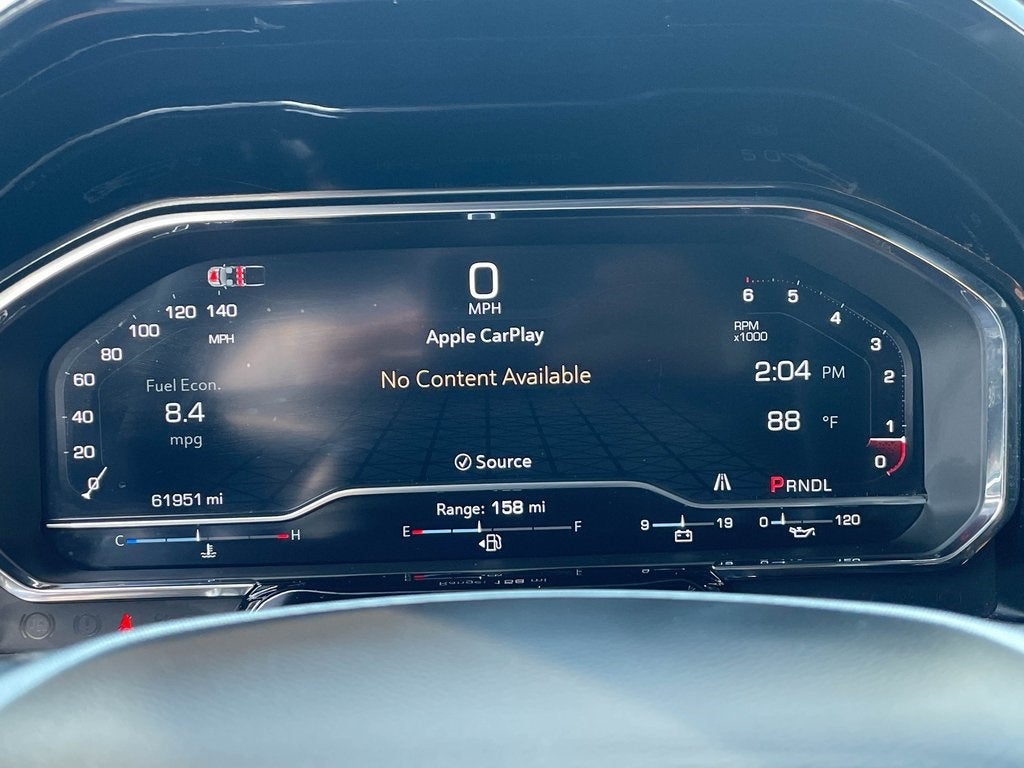 0
MPH
Apple CarPlay
No Content Available
Source
0
20
40
60
80
100
120
140
MPH
Fuel Econ.
8.4
mpg
61951 mi
6
5
4
3
2
1
0
RPM
x1000
2:04 PM
88 °F
PRNDL
C H
Range: 158 mi
E F
9 19
0 120